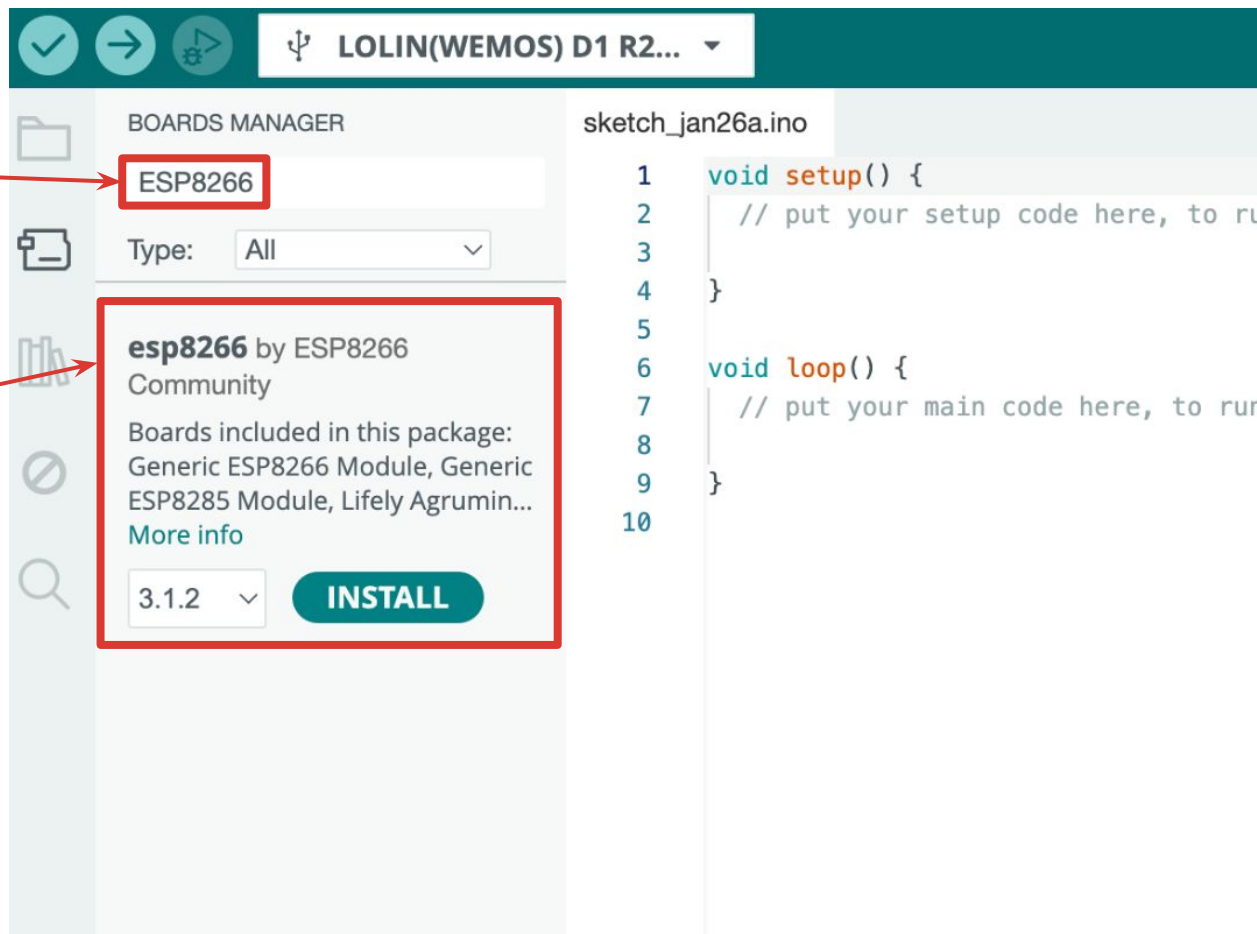 LOLIN(WEMOS) D1 R2...
BOARDS MANAGER
ESP8266
Type: All
esp8266 by ESP8266
Community
Boards included in this package:
Generic ESP8266 Module, Generic
ESP8285 Module, Lifely Agrumin...
More info
3.1.2 INSTALL
sketch_jan26a.ino
1 void setup() {
2 // put your setup code here, to
3
4 }
5
6 void loop() {
7 // put your main code here, to run
8
9 }
10